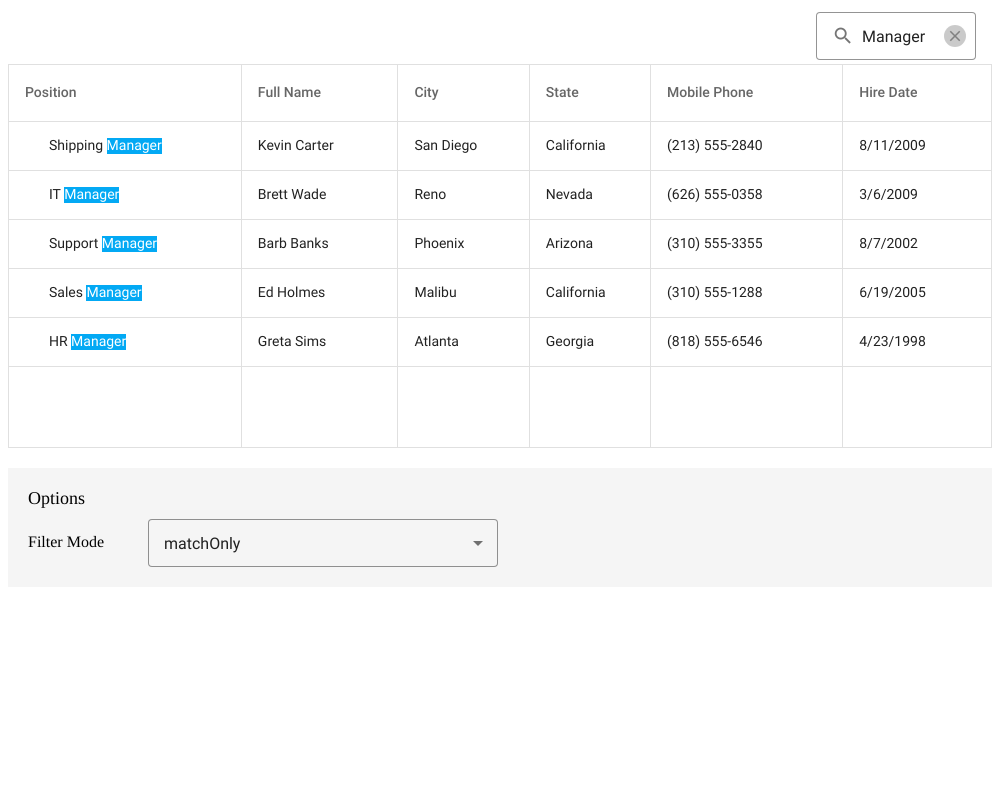 Manager
Position Full Name City State Mobile Phone Hire Date
Shipping Manager Kevin Carter San Diego California (213) 555-2840 8/11/2009
IT Manager Brett Wade Reno Nevada (626) 555-0358 3/6/2009
Support Manager Barb Banks Phoenix Arizona (310) 555-3355 8/7/2002
Sales Manager Ed Holmes Malibu California (310) 555-1288 6/19/2005
HR Manager Greta Sims Atlanta Georgia (818) 555-6546 4/23/1998
Options
Filter Mode matchOnly